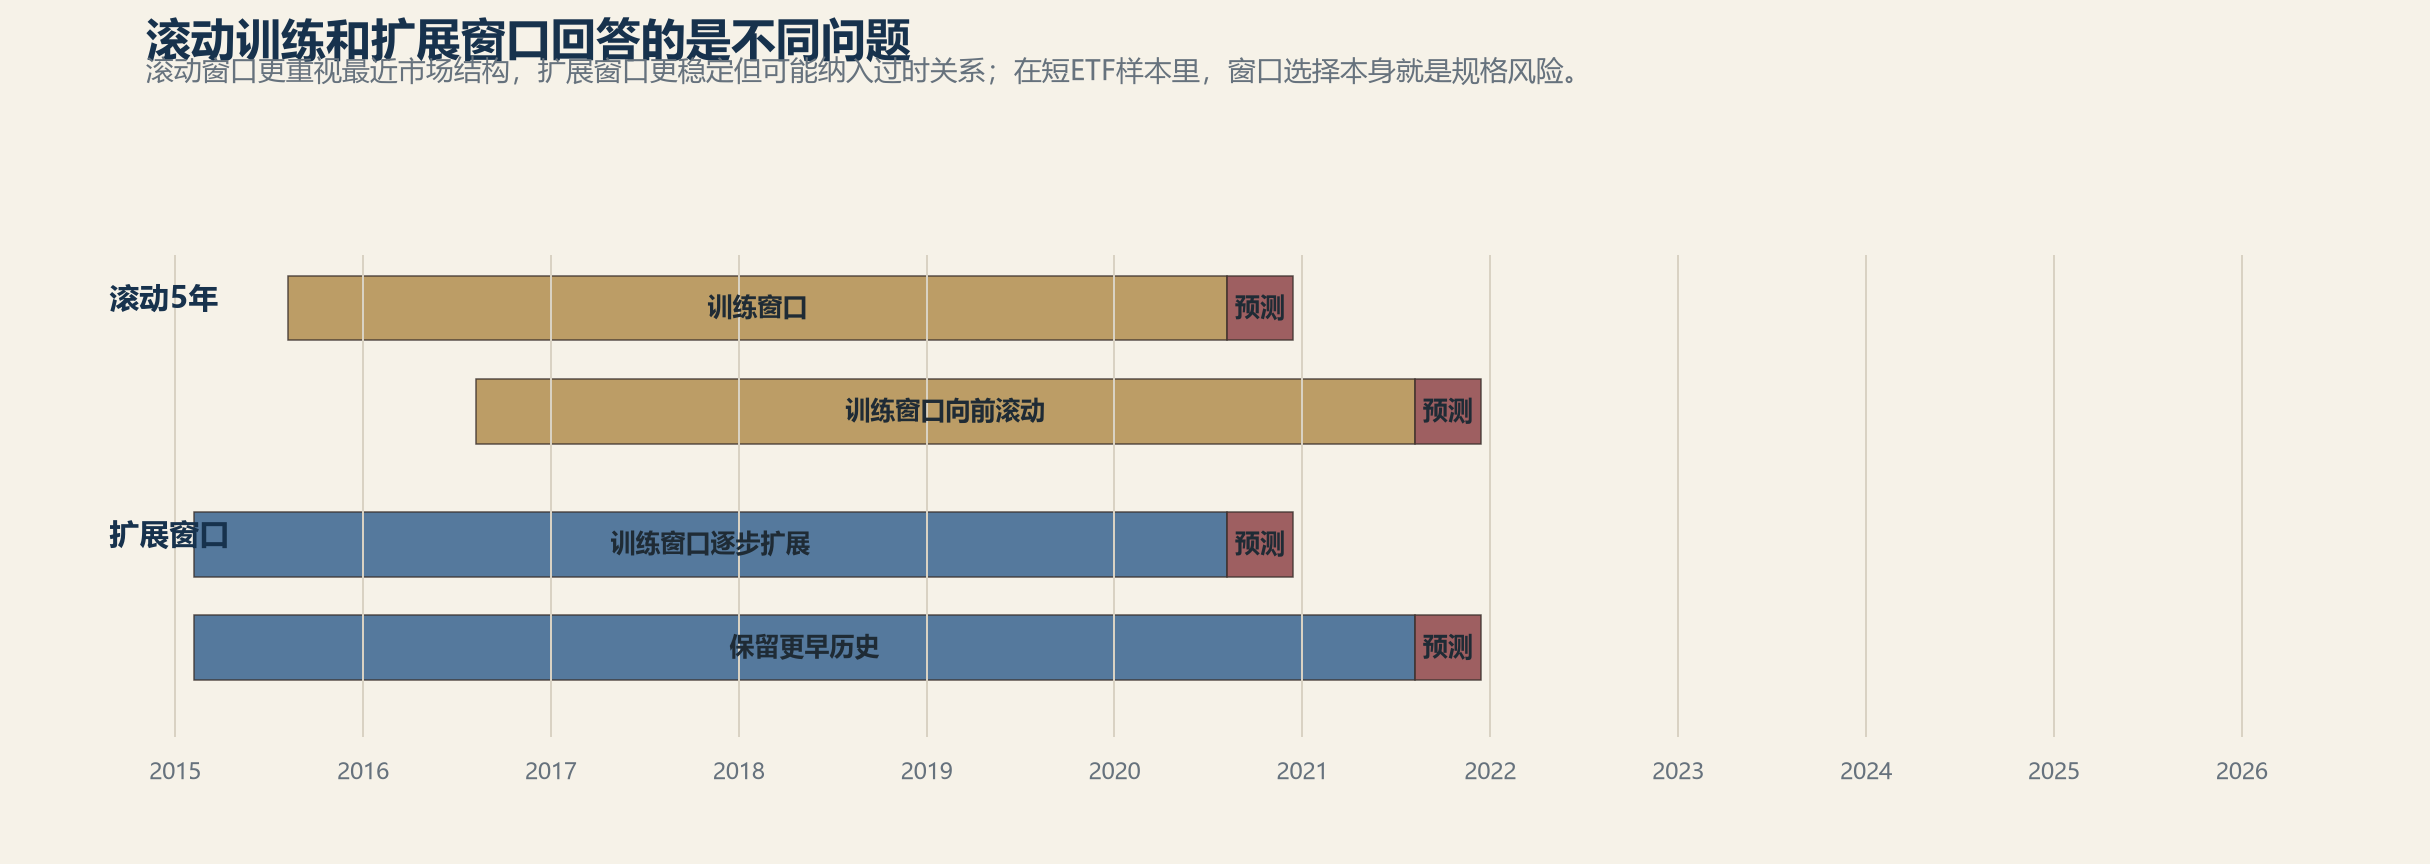 滚动训练和扩展窗口回答的是不同问题
滚动窗口更重视最近市场结构，扩展窗口更稳定但可能纳入过时关系；在短ETF样本里，窗口选择本身就是规格风险。
滚动5年
训练窗口
预测
训练窗口向前滚动
预测
扩展窗口
训练窗口逐步扩展
预测
保留更早历史
预测
2015 2016 2017 2018 2019 2020 2021 2022 2023 2024 2025 2026